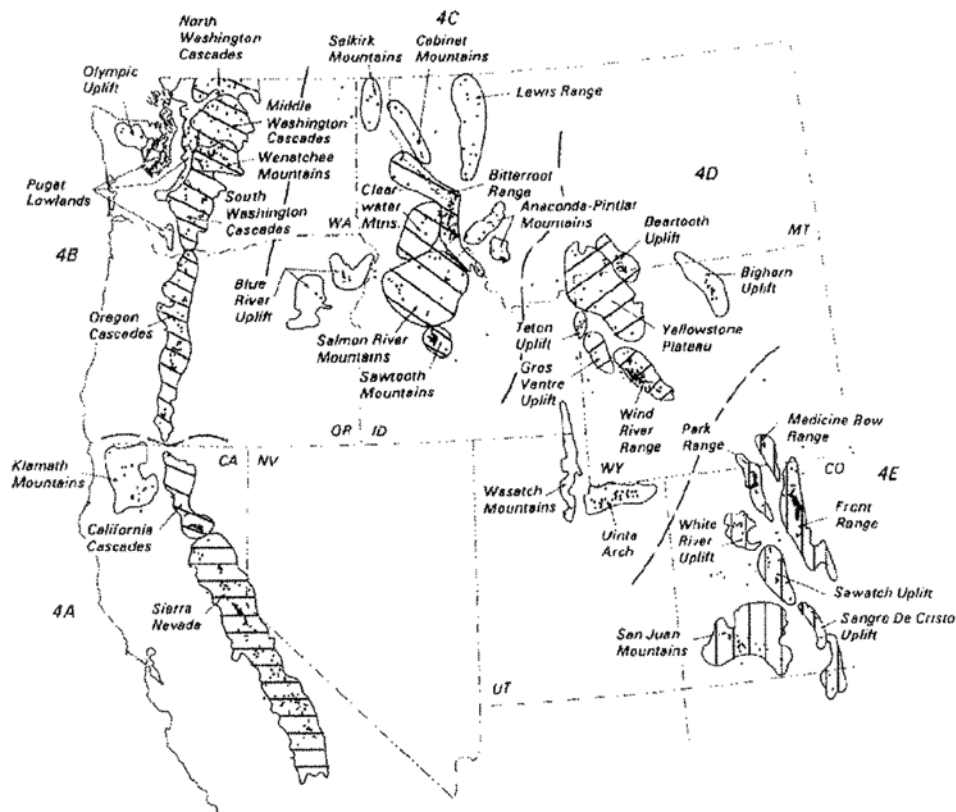 4C
North
Washington
Cascades
Selkirk
Mountains
Cabinet
Mountains
Olympic
Uplift
Lewis Range
Middle
Washington
Cascades
Wenatchee
Mountains
4D
Puget
Lowlands
South
Washington
Cascades
Clear
water
Mtns.
Bitterroot
Range
Anaconda-Pintlar
Mountains
WA
Beartooth
Uplift
MT
4B
Bighorn
Uplift
Blue
River
Uplift
Oregon
Cascades
Salmon River
Mountains
Teton
Uplift
Yellowstone
Plateau
Sawtooth
Mountains
Gros
Ventre
Uplift
Wind
River
Range
OR
ID
Medicine Bow
Range
Park
Range
Klamath
Mountains
CA
NV
WY
CO
4E
Wasatch
Mountains
Uinta
Arch
White
River
Uplift
Front
Range
California
Cascades
4A
Sierra
Nevada
Sawatch Uplift
San Juan
Mountains
Sangre De Cristo
Uplift
UT